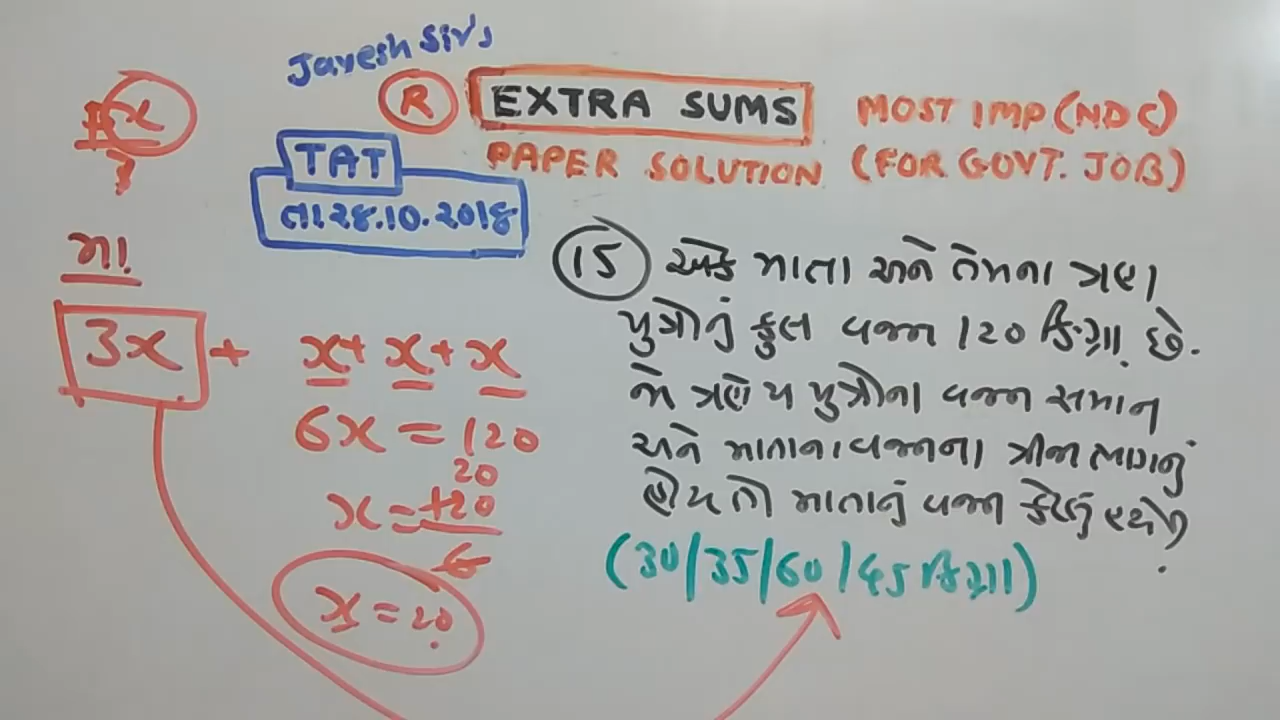 Jayesh Sir's
R EXTRA SUMS MOST IMP (NDC)
PAPER SOLUTION (FOR GOVT. JOB)
x
3
TAT
તા ૨૪.10.૨૦18
મા
3x + x + x + x
6x = 120
20
x = 120
6
x = 20
15 એક માતા અને તેમના ત્રણ
પુત્રીનું કુલ વજન 120 કિગ્રા છે.
જો ત્રણેય પુત્રીના વજન સમાન
અને માતાના વજનના ત્રીજા ભાગનું
હોય તો માતાનું વજન કેટલું હશે?
(30/35/60/45 કિગ્રા)